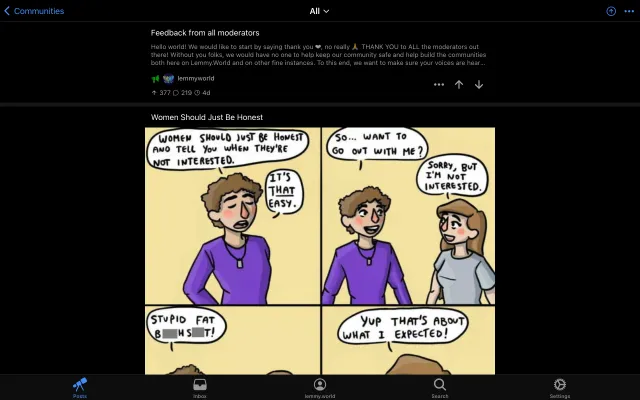 Communities
All
Feedback from all moderators
Hello world! We would like to start by saying thank you ❤, no really 🙏 THANK YOU to ALL the moderators out
there! Without you folks, we would have no one to help keep our community safe and help build the communities
both here on Lemmy.World and on other fine instances. To this end, we want to make sure your voices are hear...
lemmyworld
377 219 4d
Women Should Just Be Honest
WOMEN SHOULD JUST BE HONEST
AND TELL YOU WHEN THEY'RE
NOT INTERESTED.
IT'S
THAT
EASY.
SO... WANT TO
GO OUT WITH ME?
SORRY, BUT
I'M NOT
INTERESTED.
STUPID FAT
B H S T!
YUP THAT'S ABOUT
WHAT I EXPECTED!
Posts
Inbox
lemmy.world
Search
Settings